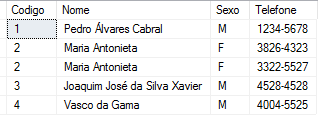 Codigo Nome Sexo Telefone
1 Pedro Álvares Cabral M 1234-5678
2 Maria Antonieta F 3826-4323
2 Maria Antonieta F 3322-5527
3 Joaquim José da Silva Xavier M 4528-4528
4 Vasco da Gama M 4004-5525